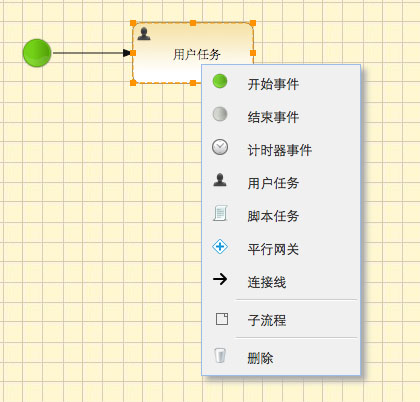 用户任务
开始事件
结束事件
计时器事件
用户任务
脚本任务
平行网关
连接线
子流程
删除